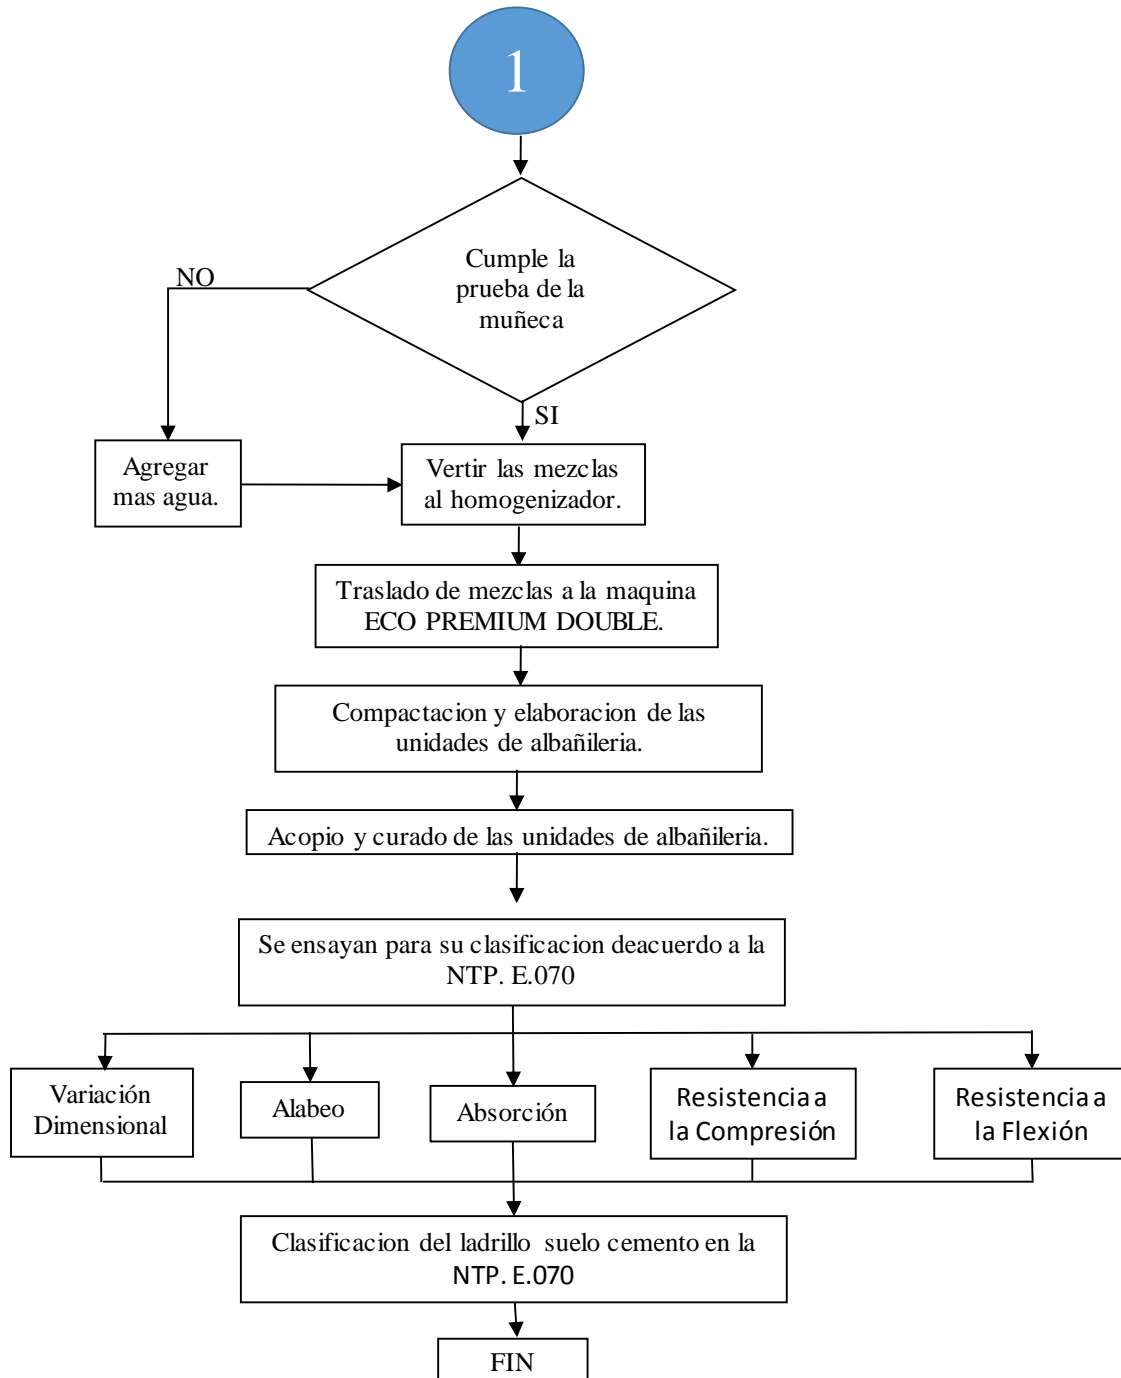 1
Cumple la
prueba de la
muñeca
NO
SI
Agregar
mas agua.
Vertir las mezclas
al homogenizador.
Traslado de mezclas a la maquina
ECO PREMIUM DOUBLE.
Compactacion y elaboracion de las
unidades de albañileria.
Acopio y curado de las unidades de albañileria.
Se ensayan para su clasificacion deacuerdo a la
NTP. E.070
Variación
Dimensional
Alabeo
Absorción
Resistencia a
la Compresión
Resistencia a
la Flexión
Clasificacion del ladrillo suelo cemento en la
NTP. E.070
FIN